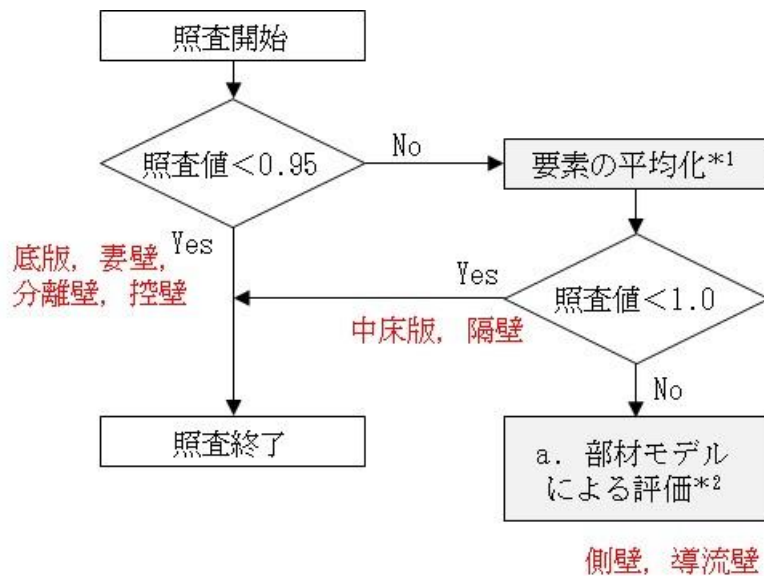 照査開始
照査値<0.95
No
要素の平均化*1
Yes
底版, 妻壁,
分離壁, 控壁
Yes
照査値<1.0
中床版, 隔壁
No
照査終了
a. 部材モデル
による評価*2
側壁, 導流壁